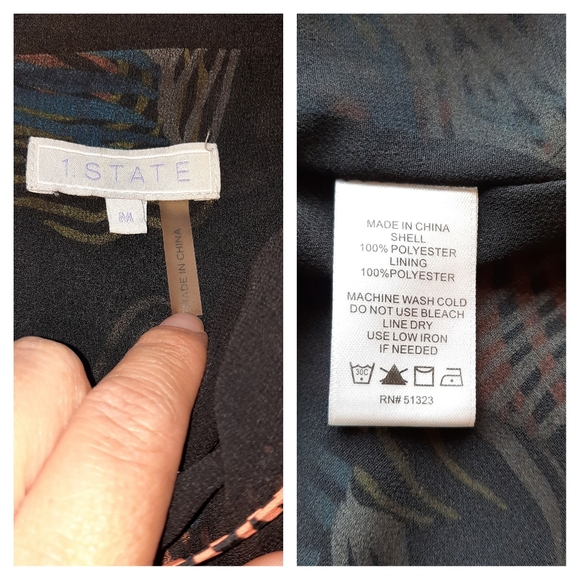 1. STATE
M
MADE IN CHINA
MADE IN CHINA
SHELL
100% POLYESTER
LINING
100%POLYESTER
MACHINE WASH COLD
DO NOT USE BLEACH
LINE DRY
USE LOW IRON
IF NEEDED
30C
RN# 51323